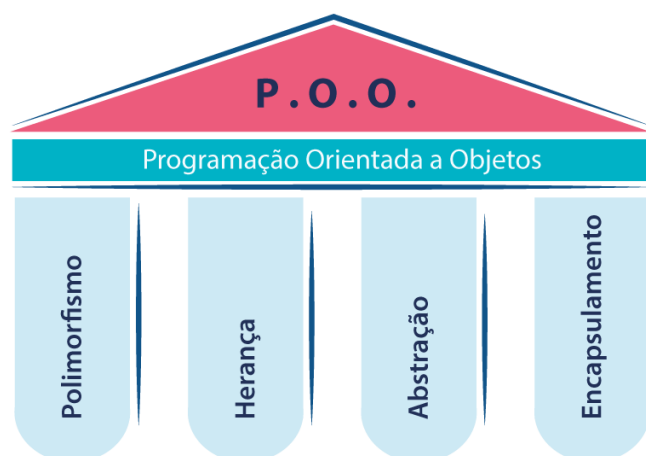 P.O.O.
Programação Orientada a Objetos
Polimorfismo
Herança
Abstração
Encapsulamento